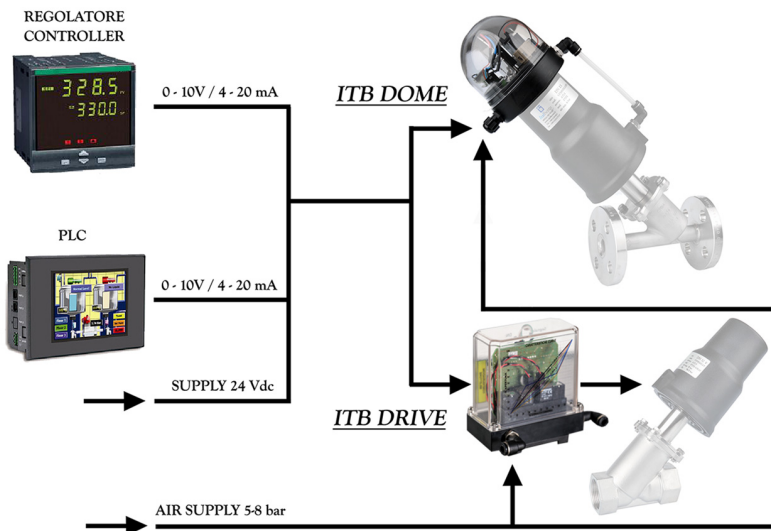 REGOLATORE
CONTROLLER
328.5
330.0
0 - 10V / 4 - 20 mA
ITB DOME
PLC
0 - 10V / 4 - 20 mA
SUPPLY 24 Vdc
ITB DRIVE
AIR SUPPLY 5-8 bar